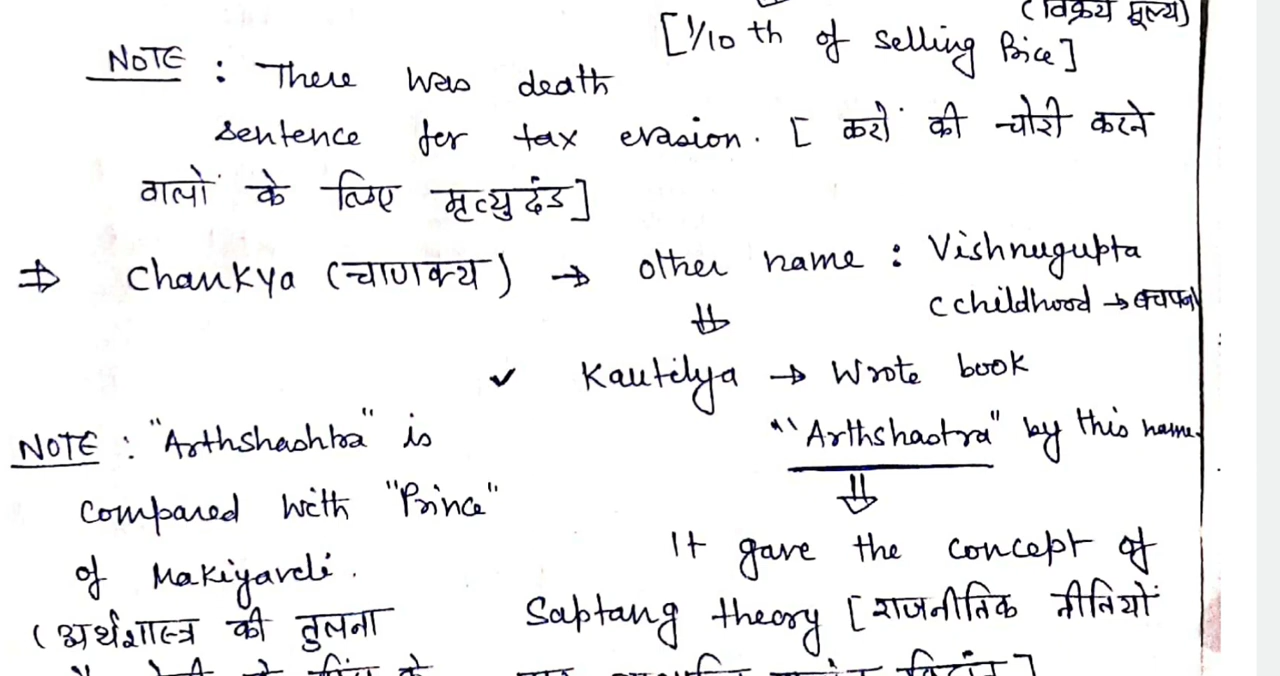 (विक्रय मूल्य)
[1/10 th of selling Price]
NOTE : There was death
sentence for tax evasion. [ करों की चोरी करने
वालों के लिए मृत्युदंड ]
⇒ Chankya (चाणक्य) → other name : Vishnugupta
(childhood → बचपन)
⇓
✓ Kautilya → Wrote book
"Arthshastra" by this name.
⇓
It gave the concept of
Saptang theory [राजनीतिक नीतियों
NOTE : "Arthshashtra" is
compared with "Prince"
of Makiyaveli.
(अर्थशास्त्र की तुलना